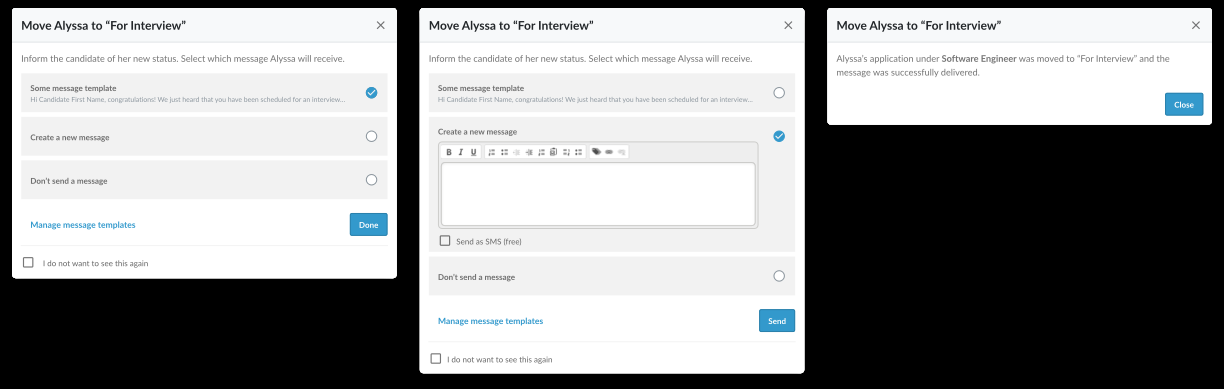 Move Alyssa to “For Interview”
Inform the candidate of her new status. Select which message Alyssa will receive.
Some message template
Hi Candidate First Name, congratulations! We just heard that you have been scheduled for an interview...
Create a new message
Don't send a message
Manage message templates
Done
I do not want to see this again
Move Alyssa to “For Interview”
Inform the candidate of her new status. Select which message Alyssa will receive.
Some message template
Hi Candidate First Name, congratulations! We just heard that you have been scheduled for an interview...
Create a new message
B I U
Send as SMS (free)
Don't send a message
Manage message templates
Send
I do not want to see this again
Move Alyssa to “For Interview”
Alyssa's application under Software Engineer was moved to “For Interview” and the
message was successfully delivered.
Close